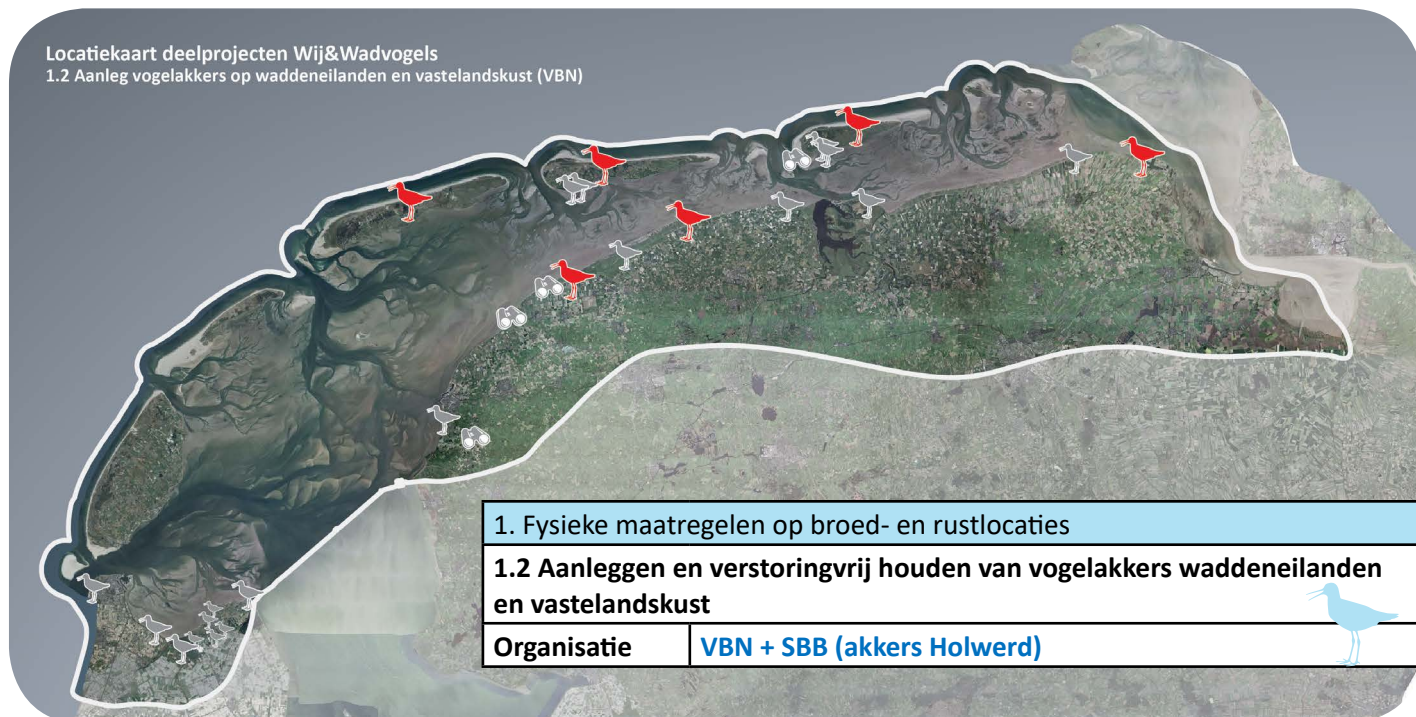 Locatiekaart deelprojecten Wij&Wadvogels
1.2 Aanleg vogelakkers op waddeneilanden en vastelandskust (VBN)
1. Fysieke maatregelen op broed- en rustlocaties
1.2 Aanleggen en verstoringvrij houden van vogelakkers waddeneilanden
en vastelandskust
Organisatie VBN + SBB (akkers Holwerd)